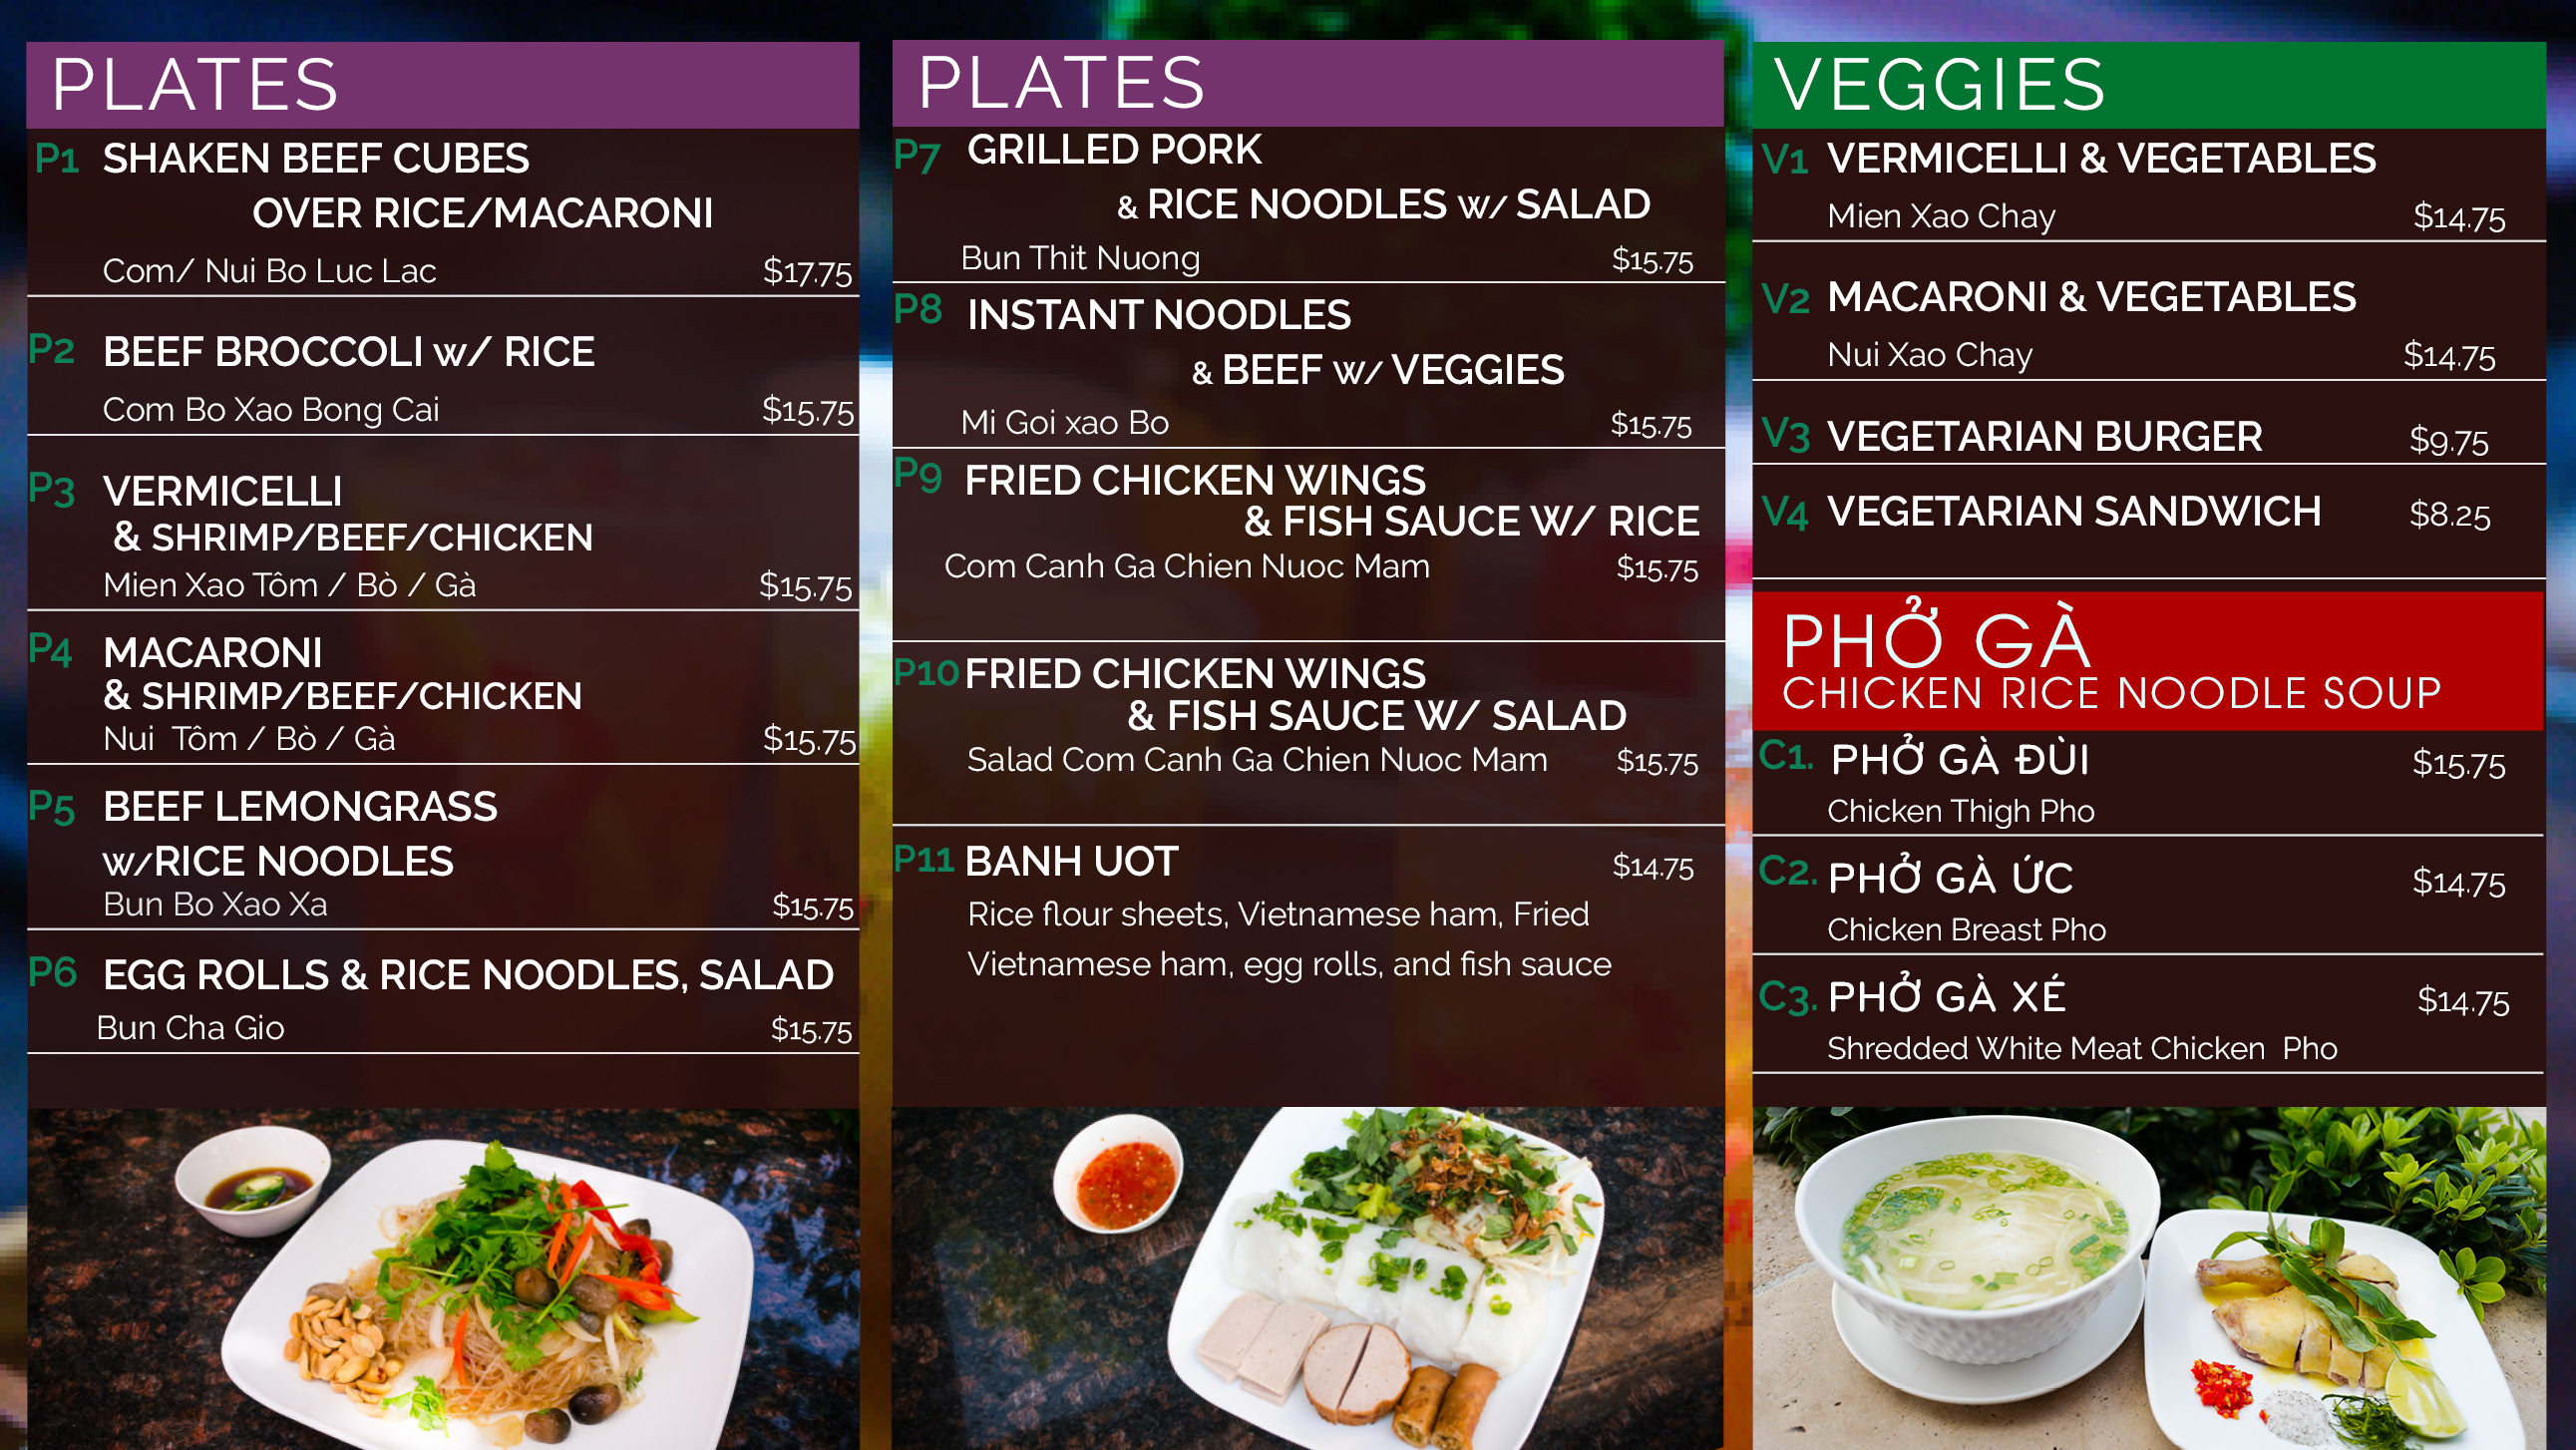 PLATES
P1 SHAKEN BEEF CUBES
OVER RICE/MACARONI
Com/ Nui Bo Luc Lac $17.75
P2 BEEF BROCCOLI w/ RICE
Com Bo Xao Bong Cai $15.75
P3 VERMICELLI
& SHRIMP/BEEF/CHICKEN
Mien Xao Tôm / Bò / Gà $15.75
P4 MACARONI
& SHRIMP/BEEF/CHICKEN
Nui Tôm / Bò / Gà $15.75
P5 BEEF LEMONGRASS
W/RICE NOODLES
Bun Bo Xao Xa $15.75
P6 EGG ROLLS & RICE NOODLES, SALAD
Bun Cha Gio $15.75
PLATES
P7 GRILLED PORK
& RICE NOODLES W/ SALAD
Bun Thit Nuong $15.75
P8 INSTANT NOODLES
& BEEF W/ VEGGIES
Mi Goi xao Bo $15.75
P9 FRIED CHICKEN WINGS
& FISH SAUCE W/ RICE
Com Canh Ga Chien Nuoc Mam $15.75
P10 FRIED CHICKEN WINGS
& FISH SAUCE W/ SALAD
Salad Com Canh Ga Chien Nuoc Mam $15.75
P11 BANH UOT $14.75
Rice flour sheets, Vietnamese ham, Fried
Vietnamese ham, egg rolls, and fish sauce
VEGGIES
V1 VERMICELLI & VEGETABLES
Mien Xao Chay $14.75
V2 MACARONI & VEGETABLES
Nui Xao Chay $14.75
V3 VEGETARIAN BURGER $9.75
V4 VEGETARIAN SANDWICH $8.25
PHỞ GÀ
CHICKEN RICE NOODLE SOUP
C1. PHỞ GÀ ĐÙI $15.75
Chicken Thigh Pho
C2. PHỞ GÀ ỨC $14.75
Chicken Breast Pho
C3. PHỞ GÀ XÉ $14.75
Shredded White Meat Chicken Pho